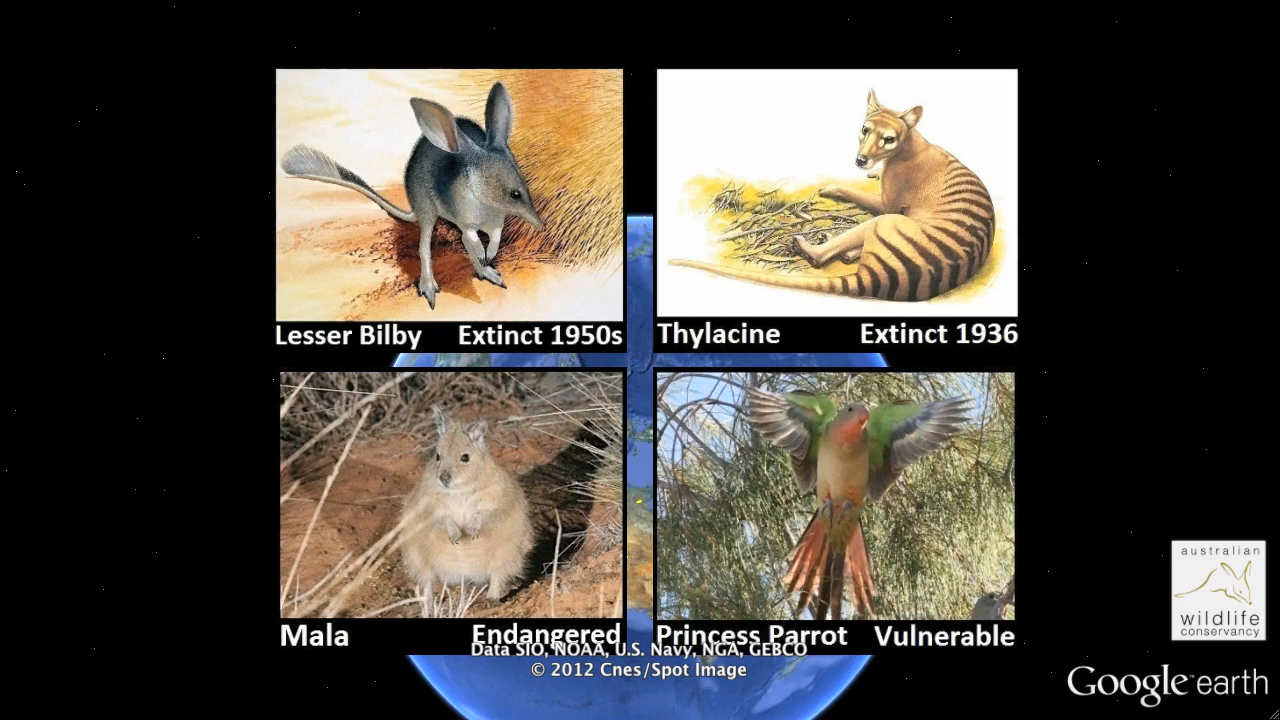 Lesser Bilby Extinct 1950s
Thylacine Extinct 1936
Mala Endangered
Princess Parrot Vulnerable
Data SIO, NOAA, U.S. Navy, NGA, GEBCO
© 2012 Cnes/Spot Image
australian
wildlife
conservancy
Google earth